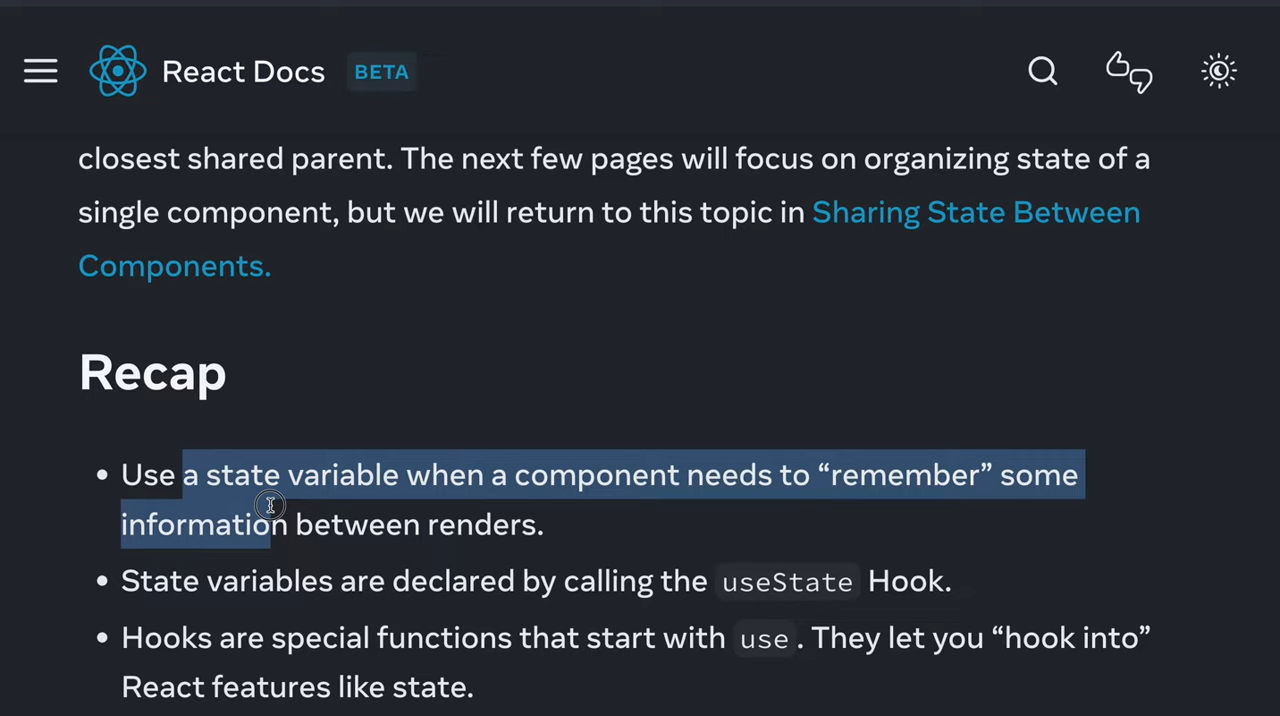 React Docs BETA
closest shared parent. The next few pages will focus on organizing state of a
single component, but we will return to this topic in Sharing State Between
Components.
Recap
• Use a state variable when a component needs to “remember” some
information between renders.
• State variables are declared by calling the useState Hook.
• Hooks are special functions that start with use. They let you “hook into”
React features like state.